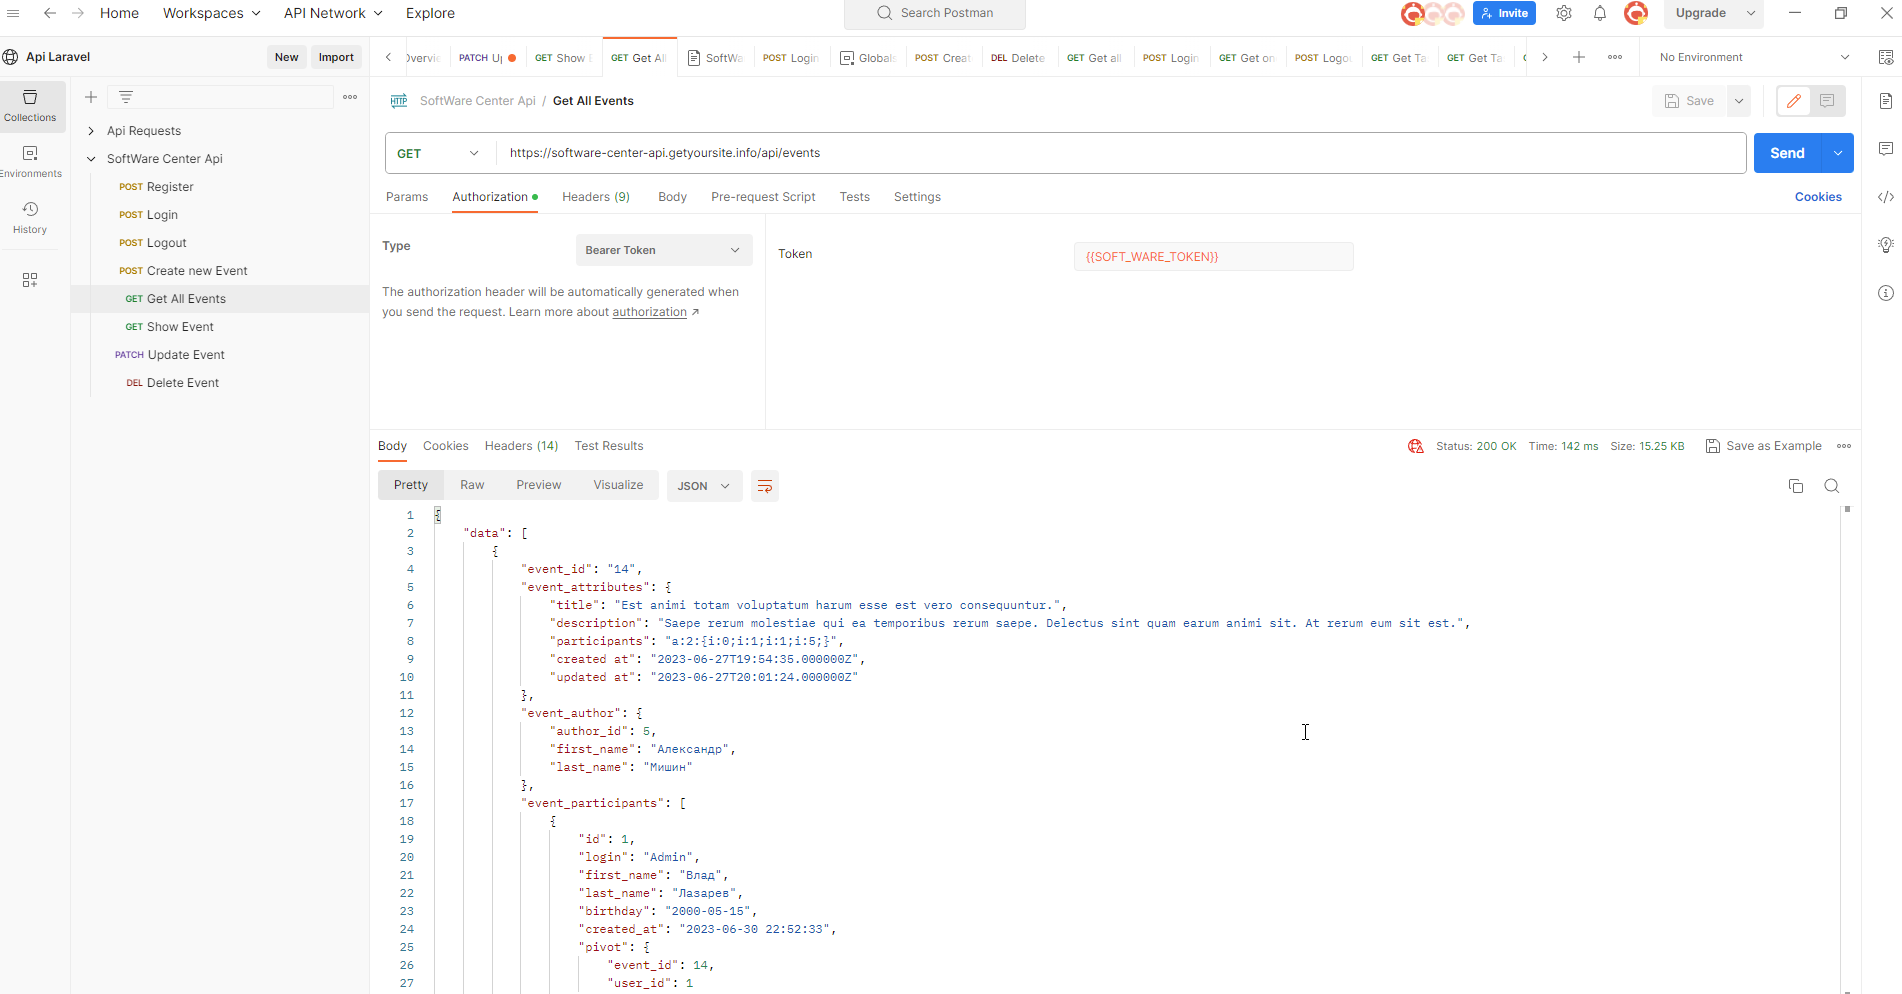 Home Workspaces API Network Explore Search Postman Invite Upgrade
Api Laravel New Import Overvie PATCH Up GET Show GET Get All SoftWa POST Login Globals POST Creat DEL Delete GET Get all POST Login GET Get on POST Logou GET Get Ta GET Get Ta No Environment
Collections
Environments
History
Api Requests
SoftWare Center Api
POST Register
POST Login
POST Logout
POST Create new Event
GET Get All Events
GET Show Event
PATCH Update Event
DEL Delete Event
HTTP SoftWare Center Api / Get All Events Save
GET https://software-center-api.getyoursite.info/api/events Send
Params Authorization Headers (9) Body Pre-request Script Tests Settings Cookies
Type Bearer Token
The authorization header will be automatically generated when
you send the request. Learn more about authorization ↗
Token {{SOFT_WARE_TOKEN}}
Body Cookies Headers (14) Test Results Status: 200 OK Time: 142 ms Size: 15.25 KB Save as Example
Pretty Raw Preview Visualize JSON
1 {
2 "data": [
3 {
4 "event_id": "14",
5 "event_attributes": {
6 "title": "Est animi totam voluptatum harum esse est vero consequuntur.",
7 "description": "Saepe rerum molestiae qui ea temporibus rerum saepe. Delectus sint quam earum animi sit. At rerum eum sit est.",
8 "participants": "a:2:{i:0;i:1;i:1;i:5;}",
9 "created at": "2023-06-27T19:54:35.000000Z",
10 "updated at": "2023-06-27T20:01:24.000000Z"
11 },
12 "event_author": {
13 "author_id": 5,
14 "first_name": "Александр",
15 "last_name": "Мишин"
16 },
17 "event_participants": [
18 {
19 "id": 1,
20 "login": "Admin",
21 "first_name": "Влад",
22 "last_name": "Лазарев",
23 "birthday": "2000-05-15",
24 "created_at": "2023-06-30 22:52:33",
25 "pivot": {
26 "event_id": 14,
27 "user_id": 1